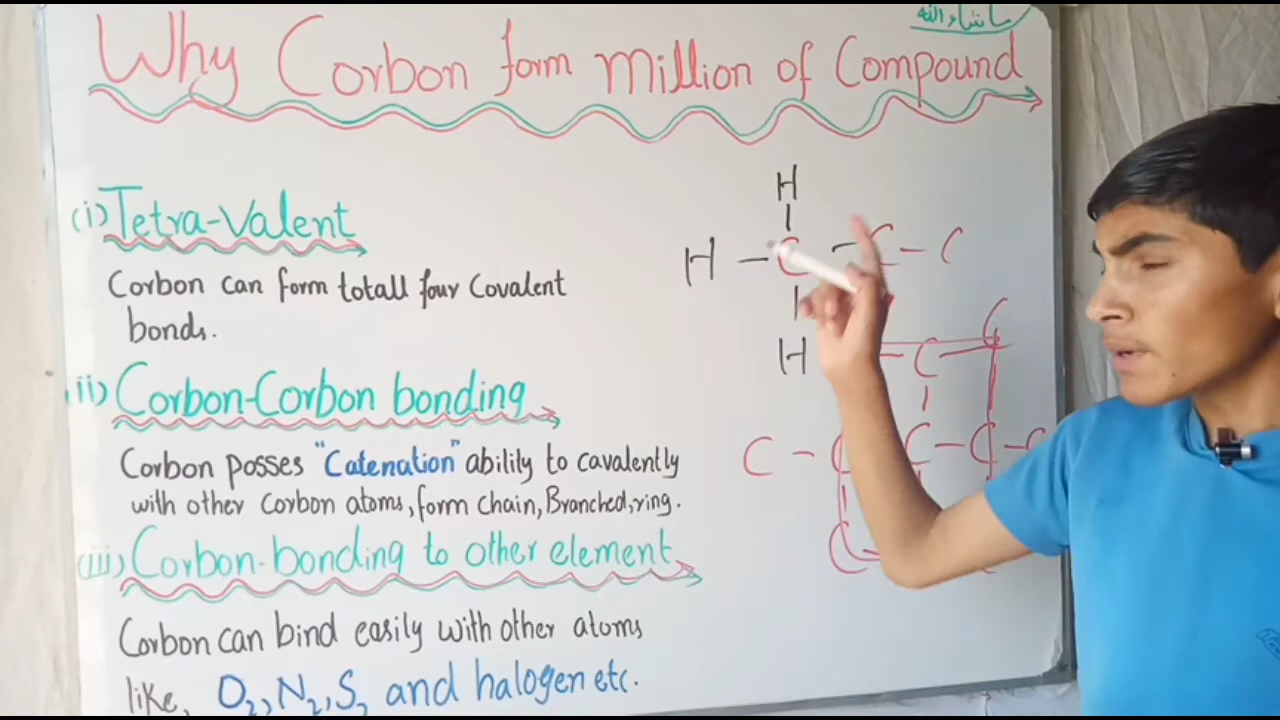 ماشاءالله
Why Corbon form million of Compound
(i) Tetra-Valent
Corbon can form totall four Covalent
bonds.
ii) Corbon-Corbon bonding
Corbon posses "Catenation" ability to cavalently
with other Corbon atoms, form Chain, Branched, ring.
(iii) Corbon-bonding to other element
Corbon can bind easily with other atoms
like, O2, N2, S2 and halogen etc.
H
H - C - C - C
H
C
- C -
C - C C - C - C
C